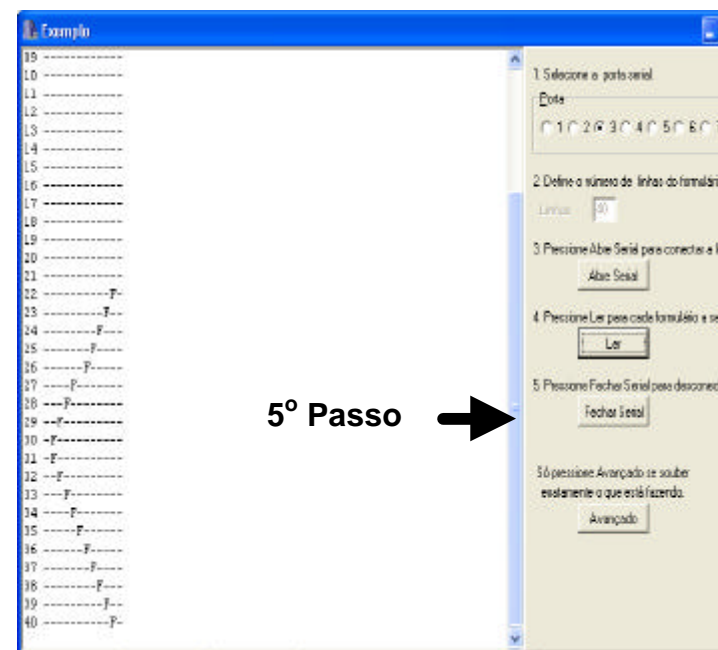 Exemplo
19 ------------
10 ------------
11 ------------
12 ------------
13 ------------
14 ------------
15 ------------
16 ------------
17 ------------
18 ------------
19 ------------
20 ------------
21 ------------
22 ----------F-
23 ---------F--
24 --------F---
25 -------F----
26 ------F-----
27 ----F-------
28 ---F--------
29 --F---------
30 -F----------
31 -F----------
32 --F---------
33 ---F--------
34 ----F-------
35 -----F------
36 ------F-----
37 -------F----
38 --------F---
39 ---------F--
40 ----------F-
5º Passo
1. Selecione a porta serial.
Porta
1 2 3 4 5 6 7
2. Define o número de linhas do formulári
Linhas
3. Pressione Abre Serial para conectar a
Abre Serial
4. Pressione Ler para cada formulário a se
Ler
5. Pressione Fechar Serial para desconec
Fechar Serial
Só pressione Avançado se souber
exatamente o que está fazendo.
Avançado